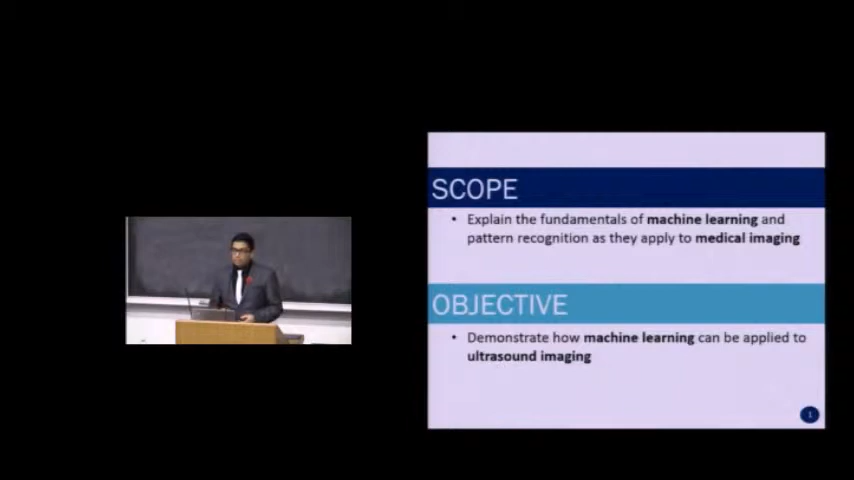 SCOPE
• Explain the fundamentals of machine learning and
pattern recognition as they apply to medical imaging
OBJECTIVE
• Demonstrate how machine learning can be applied to
ultrasound imaging
1